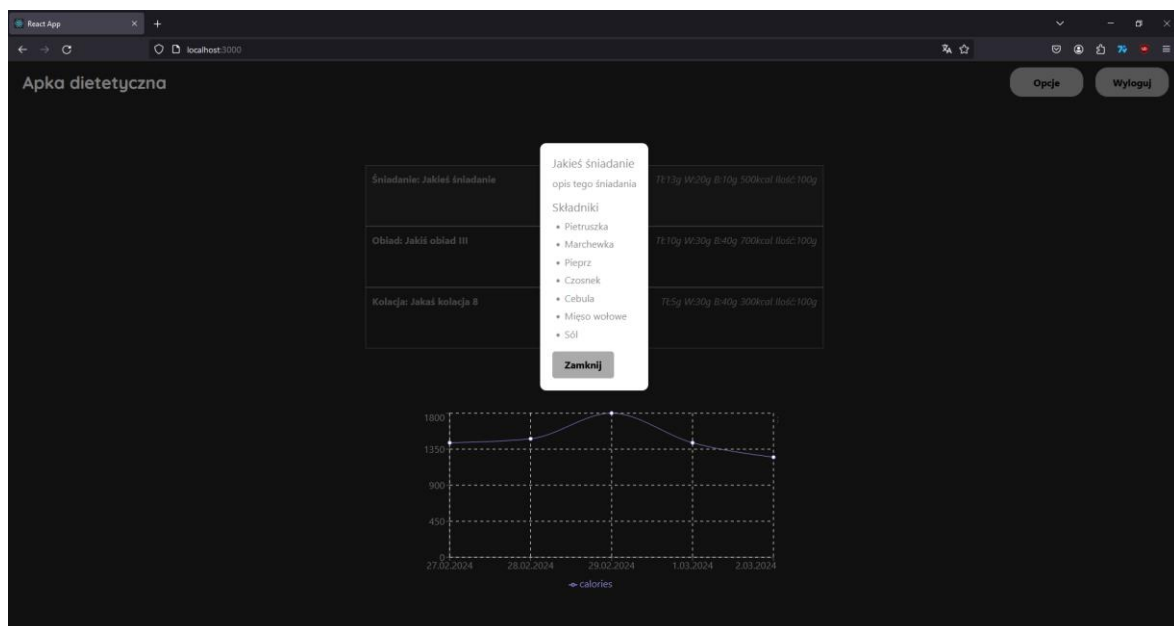 React App
localhost:3000
Apka dietetyczna
Opcje
Wyloguj
Jakieś śniadanie
opis tego śniadania
Składniki
• Pietruszka
• Marchewka
• Pieprz
• Czosnek
• Cebula
• Mięso wołowe
• Sól
Zamknij
Śniadanie: Jakieś śniadanie
Tł:13g W:20g B:10g 500kcal Ilość:100g
Obiad: Jakiś obiad III
Tł:10g W:30g B:40g 700kcal Ilość:100g
Kolacja: Jakaś kolacja 8
Tł:5g W:30g B:40g 300kcal Ilość:100g
1800
1350
900
450
0
27.02.2024
28.02.2024
29.02.2024
1.03.2024
2.03.2024
calories